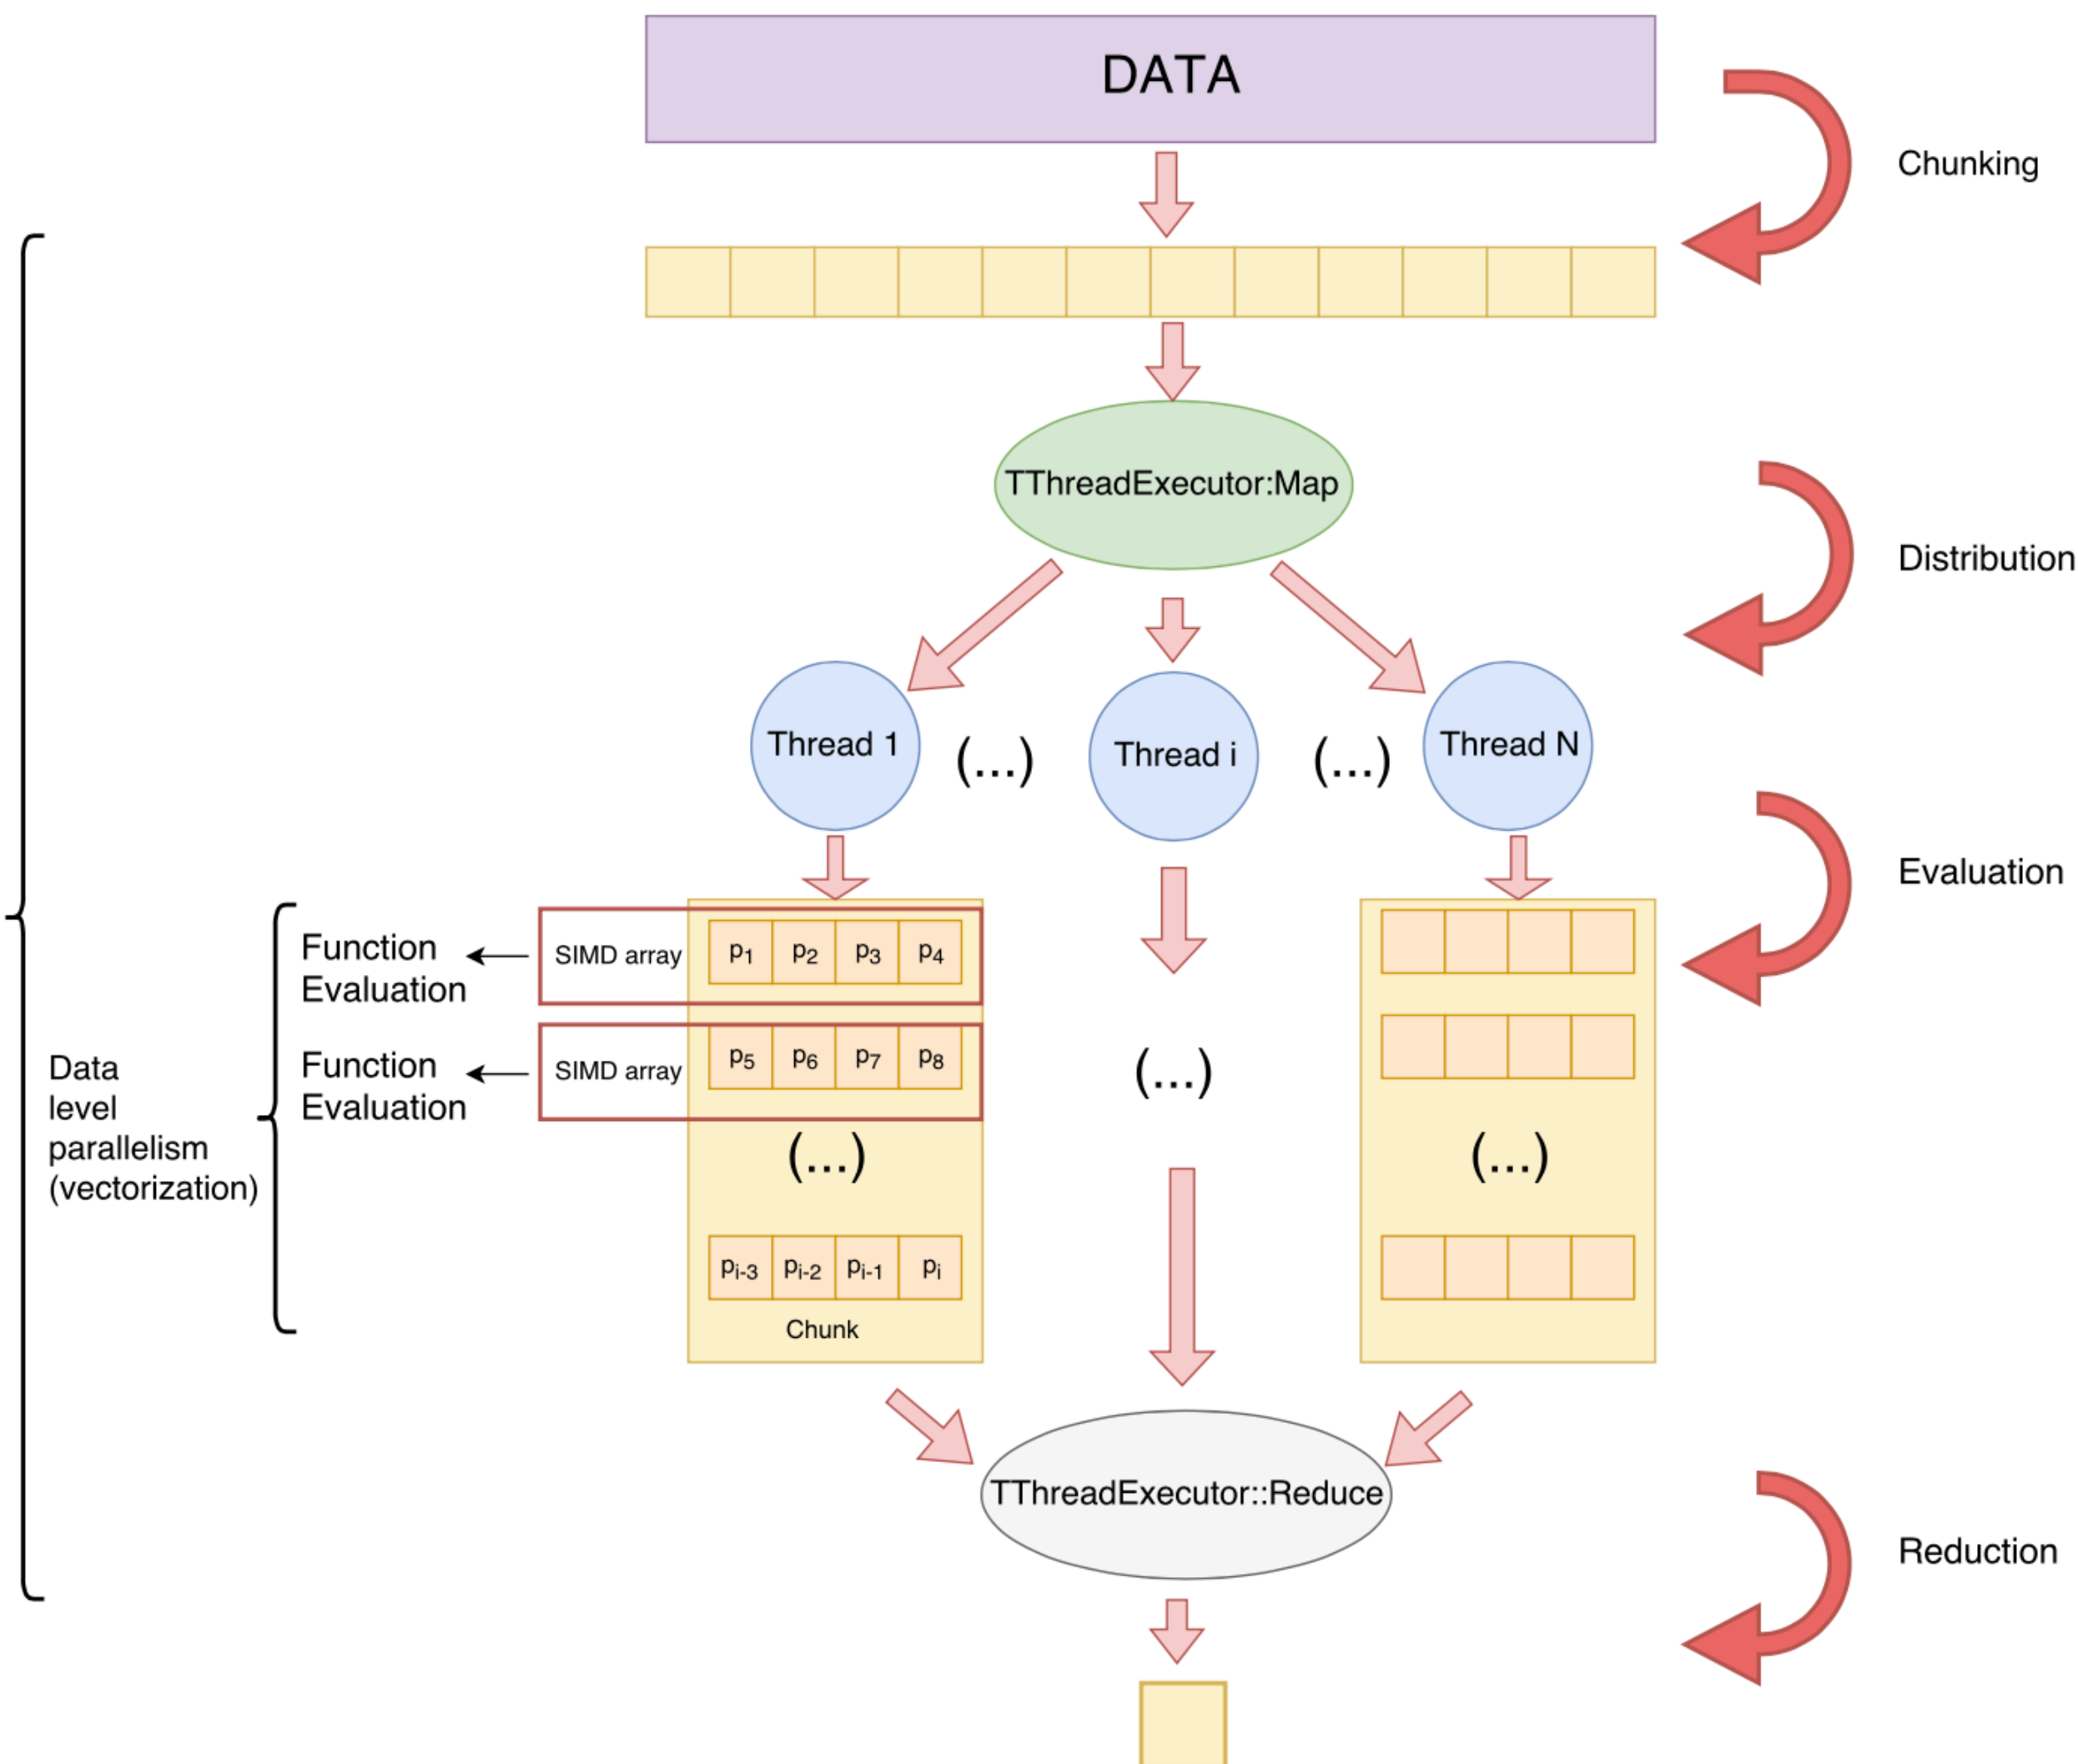 DATA
Chunking
TThreadExecutor:Map
Distribution
Thread 1
(...)
Thread i
(...)
Thread N
Evaluation
Function
Evaluation
SIMD array
p1 p2 p3 p4
Function
Evaluation
SIMD array
p5 p6 p7 p8
Data
level
parallelism
(vectorization)
(...)
(...)
(...)
pi-3 pi-2 pi-1 pi
Chunk
TThreadExecutor::Reduce
Reduction